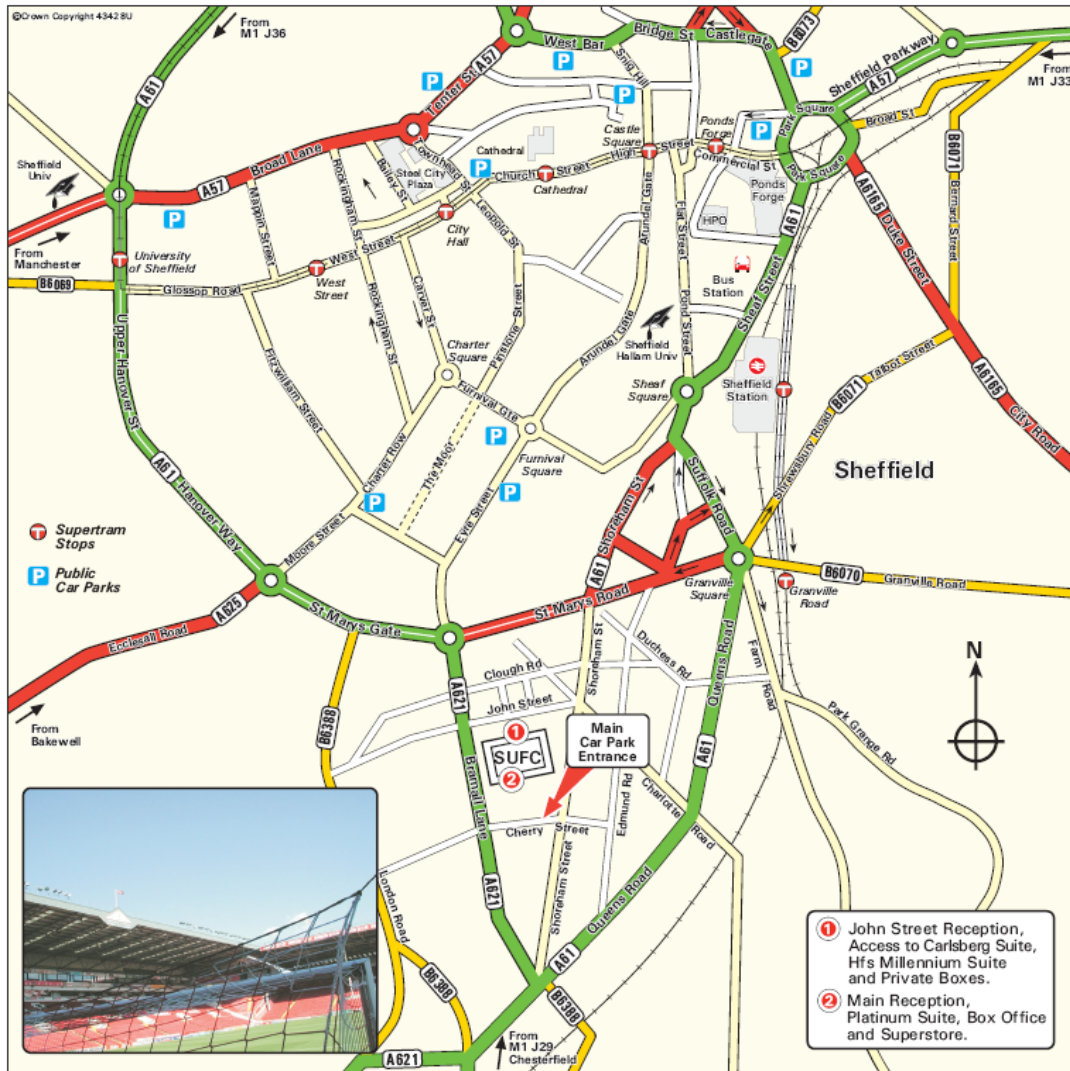 ©Crown Copyright 43428U
From
M1 J36
A61
West Bar
Bridge St
Castlegate
B6073
Snig Hill
Sheffield Parkway
A57
From
M1 J33
Tenter St
A57
P
P
P
P
P
Broad Lane
A57
Townhead St
Bailey St
Steel City
Plaza
Cathedral
P
Castle
Square
Ponds
Forge
Park Square
Park Square
Broad St
B6071
Bernard Street
Sheffield
Univ
P
Rockingham St
Mappin Street
Church Street
Cathedral
High Street
Commercial St
Ponds
Forge
HPO
A61
A6165
Duke Street
From
Manchester
University
of Sheffield
City
Hall
Leopold St
Arundel Gate
Flat Street
B6069
Glossop Road
West Street
West
Street
Carver St
Rockingham St
Pinstone Street
Bus
Station
Sheaf Street
Upper Hanover St
Fitzwilliam Street
Charter
Square
Arundel Gate
Sheffield
Hallam Univ
Pond Street
Talbot Street
Furnival Gte
Sheaf
Square
Sheffield
Station
B6071
A6165
City Road
Charter Row
The Moor
P
Furnival
Square
Shrewsbury Road
Sheffield
A61
Hanover Way
P
P
Eyre Street
Suffolk Road
Supertram
Stops
Public
Car Parks
P
Moore Street
Shoreham St
A61
B6070
Granville Road
Granville
Square
Granville
Road
St Marys Road
St Marys Gate
Ecclesall Road
A625
From
Bakewell
B6388
A621
Clough Rd
John Street
Shoreham St
Duchess Rd
Queens Road
Farm Road
Park Grange Rd
N
1
SUFC
2
Main
Car Park
Entrance
A61
Bramall Lane
Edmund Rd
Charlotte Road
Cherry Street
Shoreham Street
A621
Queens Road
London Road
B6388
A61
B6388
A621
From
M1 J29
Chesterfield
1 John Street Reception,
Access to Carlsberg Suite,
Hfs Millennium Suite
and Private Boxes.
2 Main Reception,
Platinum Suite, Box Office
and Superstore.